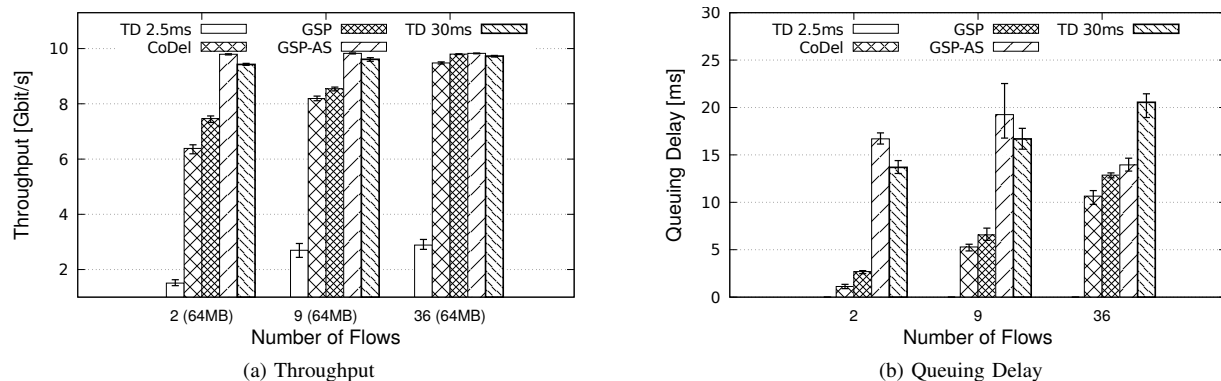 TD 2.5ms GSP TD 30ms
CoDel GSP-AS
10
8
6
4
2
Throughput [Gbit/s]
2 (64MB) 9 (64MB) 36 (64MB)
Number of Flows
(a) Throughput
TD 2.5ms GSP TD 30ms
CoDel GSP-AS
30
25
20
15
10
5
0
Queuing Delay [ms]
2 9 36
Number of Flows
(b) Queuing Delay